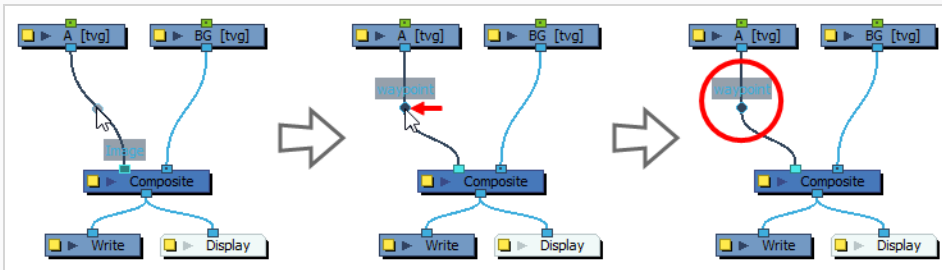 A [tvg] BG [tvg] A [tvg] BG [tvg] A [tvg] BG [tvg]
waypoint waypoint
Image
Composite Composite Composite
Write Display Write Display Write Display